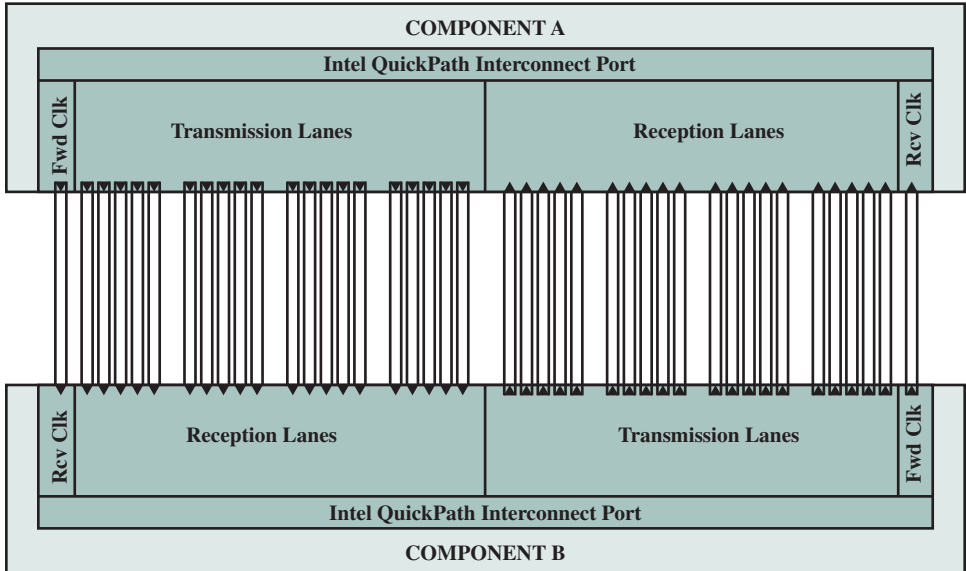 COMPONENT A
Intel QuickPath Interconnect Port
Fwd Clk
Transmission Lanes
Reception Lanes
Rcv Clk
Rcv Clk
Reception Lanes
Transmission Lanes
Fwd Clk
Intel QuickPath Interconnect Port
COMPONENT B